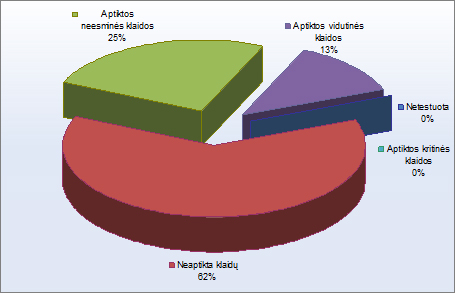 Aptiktos
neesminės klaidos
25%
Aptiktos vidutinės
klaidos
13%
Netestuota
0%
Aptiktos kritinės
klaidos
0%
Neaptikta klaidų
62%